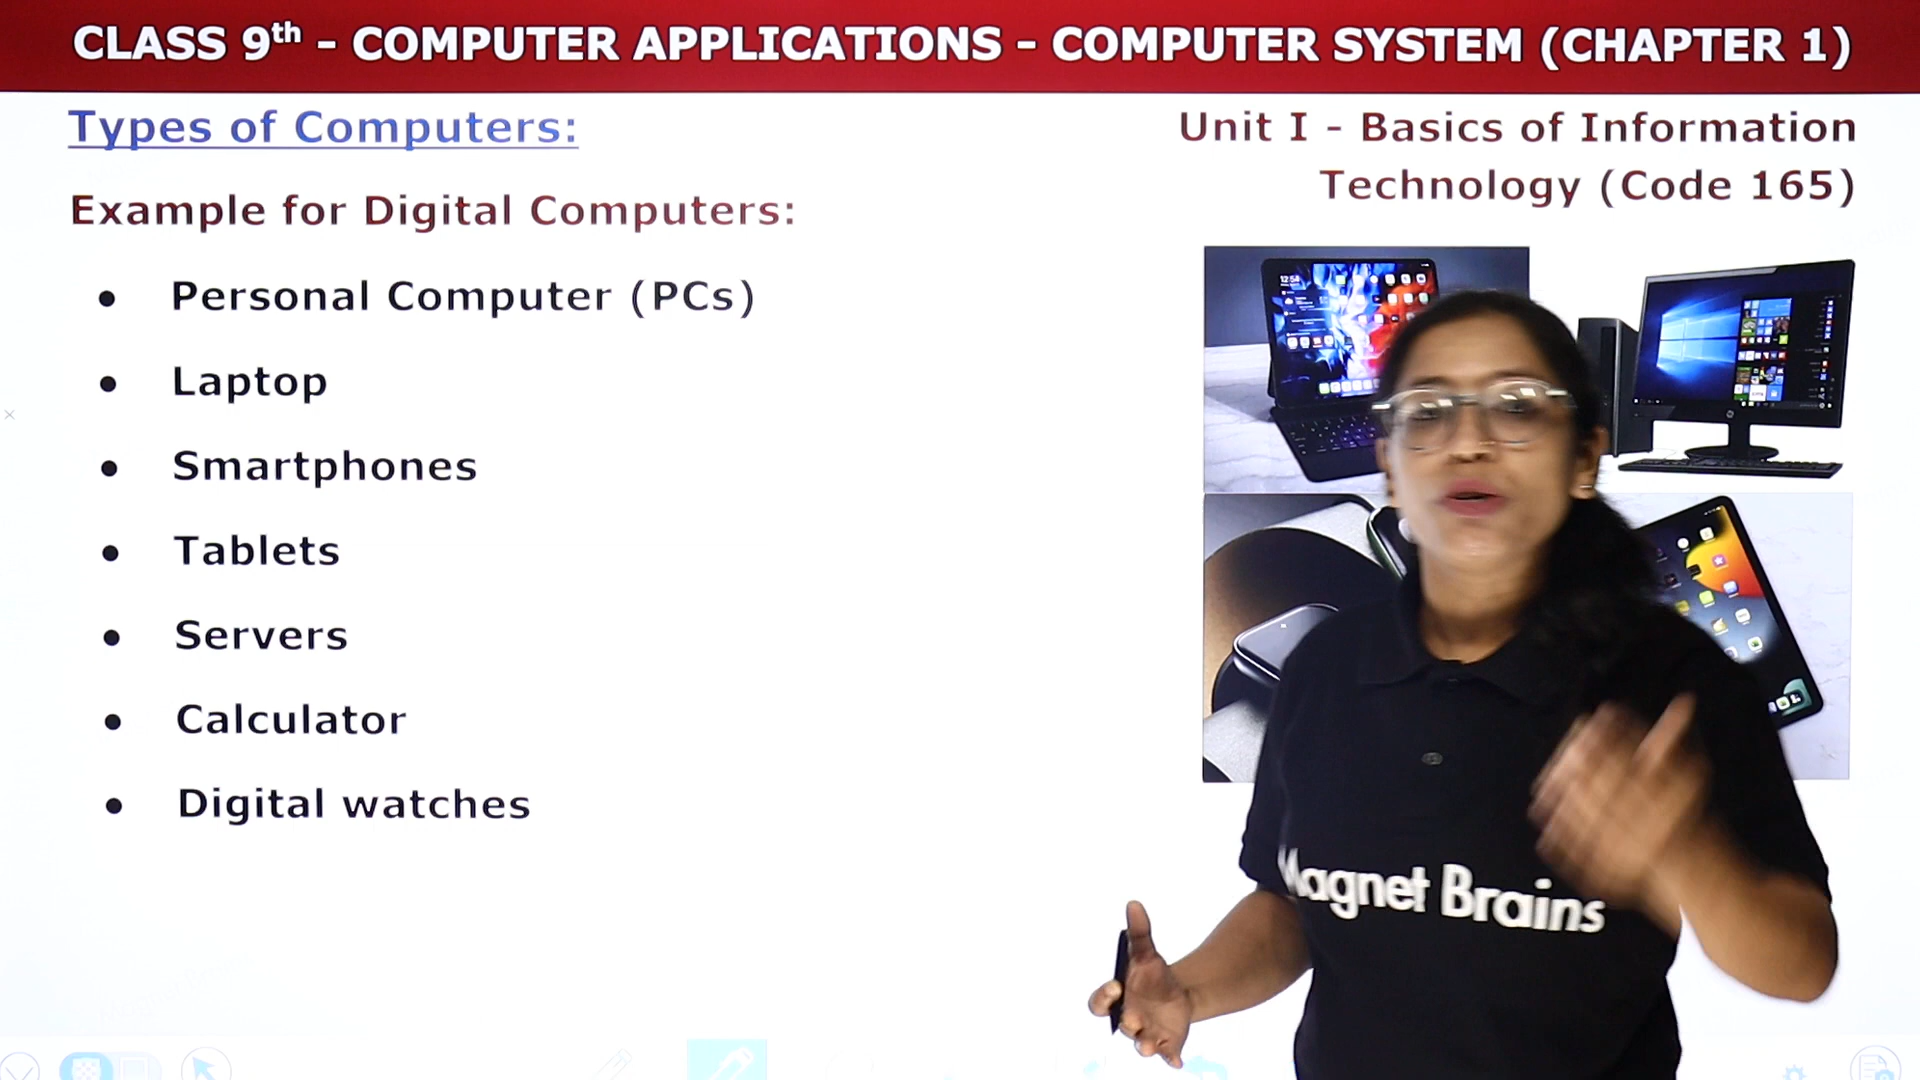 CLASS 9th - COMPUTER APPLICATIONS - COMPUTER SYSTEM (CHAPTER 1)
Types of Computers:
Unit I - Basics of Information
Technology (Code 165)
Example for Digital Computers:
• Personal Computer (PCs)
• Laptop
• Smartphones
• Tablets
• Servers
• Calculator
• Digital watches
Magnet Brains